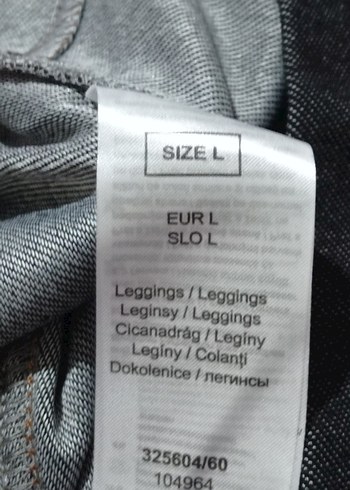 SIZE L
EUR L
SLO L
Leggings / Leggings
Leginsy / Leggings
Cicanadrág / Legíny
Legíny / Colanți
Dokolenice / легинсы
325604/60
104964